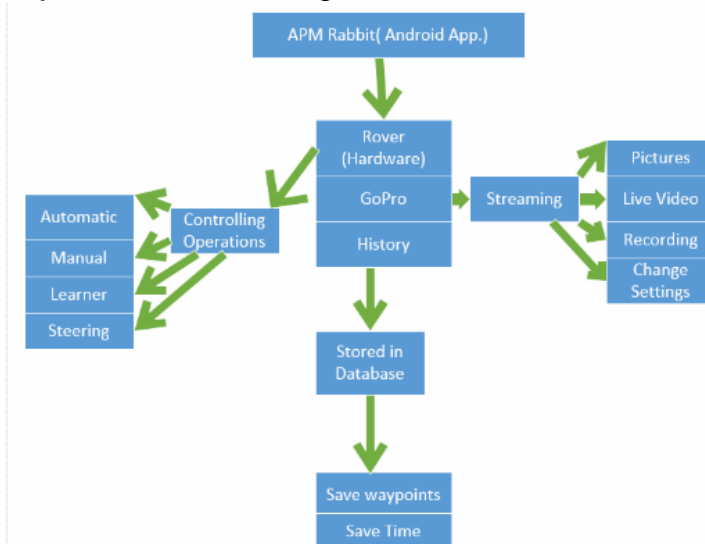 APM Rabbit( Android App.)
Rover
(Hardware)
GoPro
History
Streaming
Pictures
Live Video
Recording
Change
Settings
Controlling
Operations
Automatic
Manual
Learner
Steering
Stored in
Database
Save waypoints
Save Time